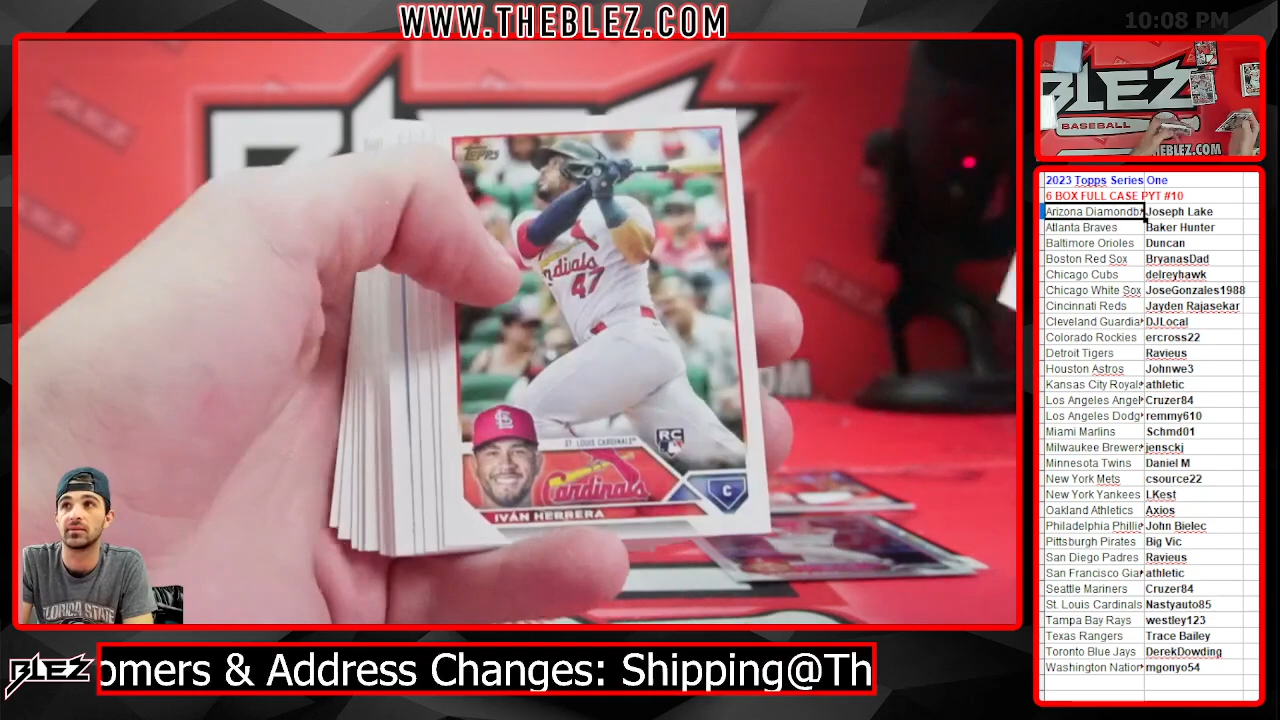 WWW.THEBLEZ.COM
10:08 PM
BLEZ
TOPPS
Cardinals
47
RC
ST. LOUIS CARDINALS
Cardinals
C
IVÁN HERRERA
FLORIDA STATE
BLEZ
omers & Address Changes: Shipping@Th
BLEZ
BASEBALL
THEBLEZ.COM
2023 Topps Series One
6 BOX FULL CASE PYT #10
Arizona Diamondb Joseph Lake
Atlanta Braves Baker Hunter
Baltimore Orioles Duncan
Boston Red Sox BryanasDad
Chicago Cubs delreyhawk
Chicago White Sox JoseGonzales1988
Cincinnati Reds Jayden Rajasekar
Cleveland Guardia DJLocal
Colorado Rockies ercross22
Detroit Tigers Ravieus
Houston Astros Johnwe3
Kansas City Royals athletic
Los Angeles Angel Cruzer84
Los Angeles Dodg remmy610
Miami Marlins Schmd01
Milwaukee Brewers jensckj
Minnesota Twins Daniel M
New York Mets csource22
New York Yankees LKest
Oakland Athletics Axios
Philadelphia Phillie John Bielec
Pittsburgh Pirates Big Vic
San Diego Padres Ravieus
San Francisco Gia athletic
Seattle Mariners Cruzer84
St. Louis Cardinals Nastyauto85
Tampa Bay Rays westley123
Texas Rangers Trace Bailey
Toronto Blue Jays DerekDowding
Washington Nation mgonyo54